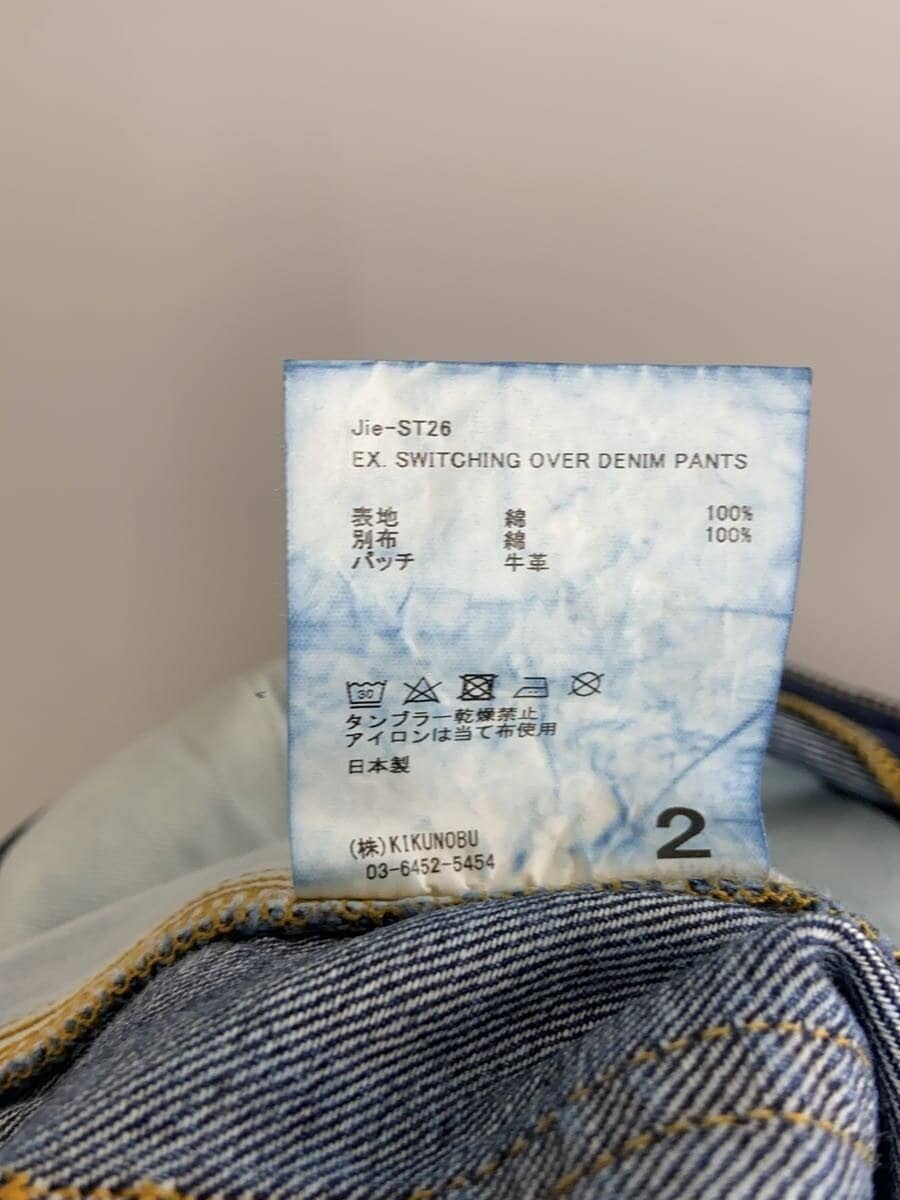 Jie-ST26
EX. SWITCHING OVER DENIM PANTS
表地 綿 100%
別布 綿 100%
パッチ 牛革
30
タンブラー乾燥禁止
アイロンは当て布使用
日本製
(株)KIKUNOBU
03-6452-5454
2